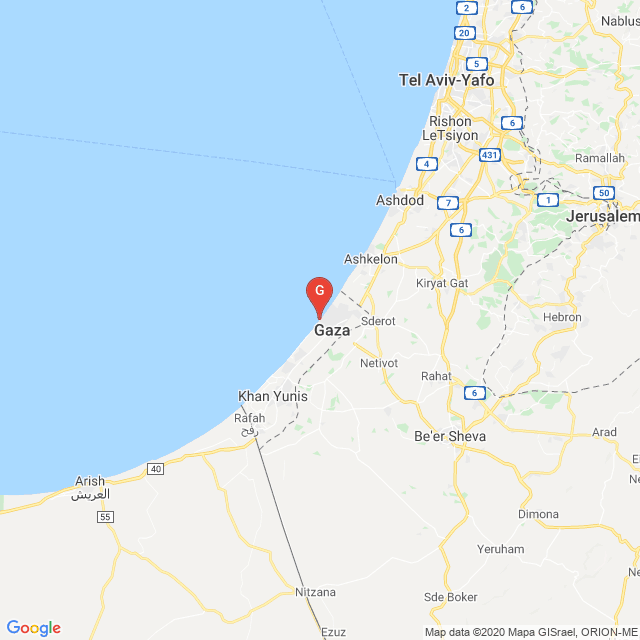 2
6
20
Nablus
5
Tel Aviv-Yafo
Rishon
LeTsiyon
6
431
4
Ramallah
50
Ashdod
7
1
Jerusalem
6
Ashkelon
Kiryat Gat
G
Sderot
Hebron
Gaza
Netivot
Rahat
6
Khan Yunis
Rafah
رفح
Be'er Sheva
Arad
40
Arish
العريش
55
Dimona
Yeruham
Nitzana
Sde Boker
Google
Ezuz
Map data ©2020 Mapa GISrael, ORION-ME